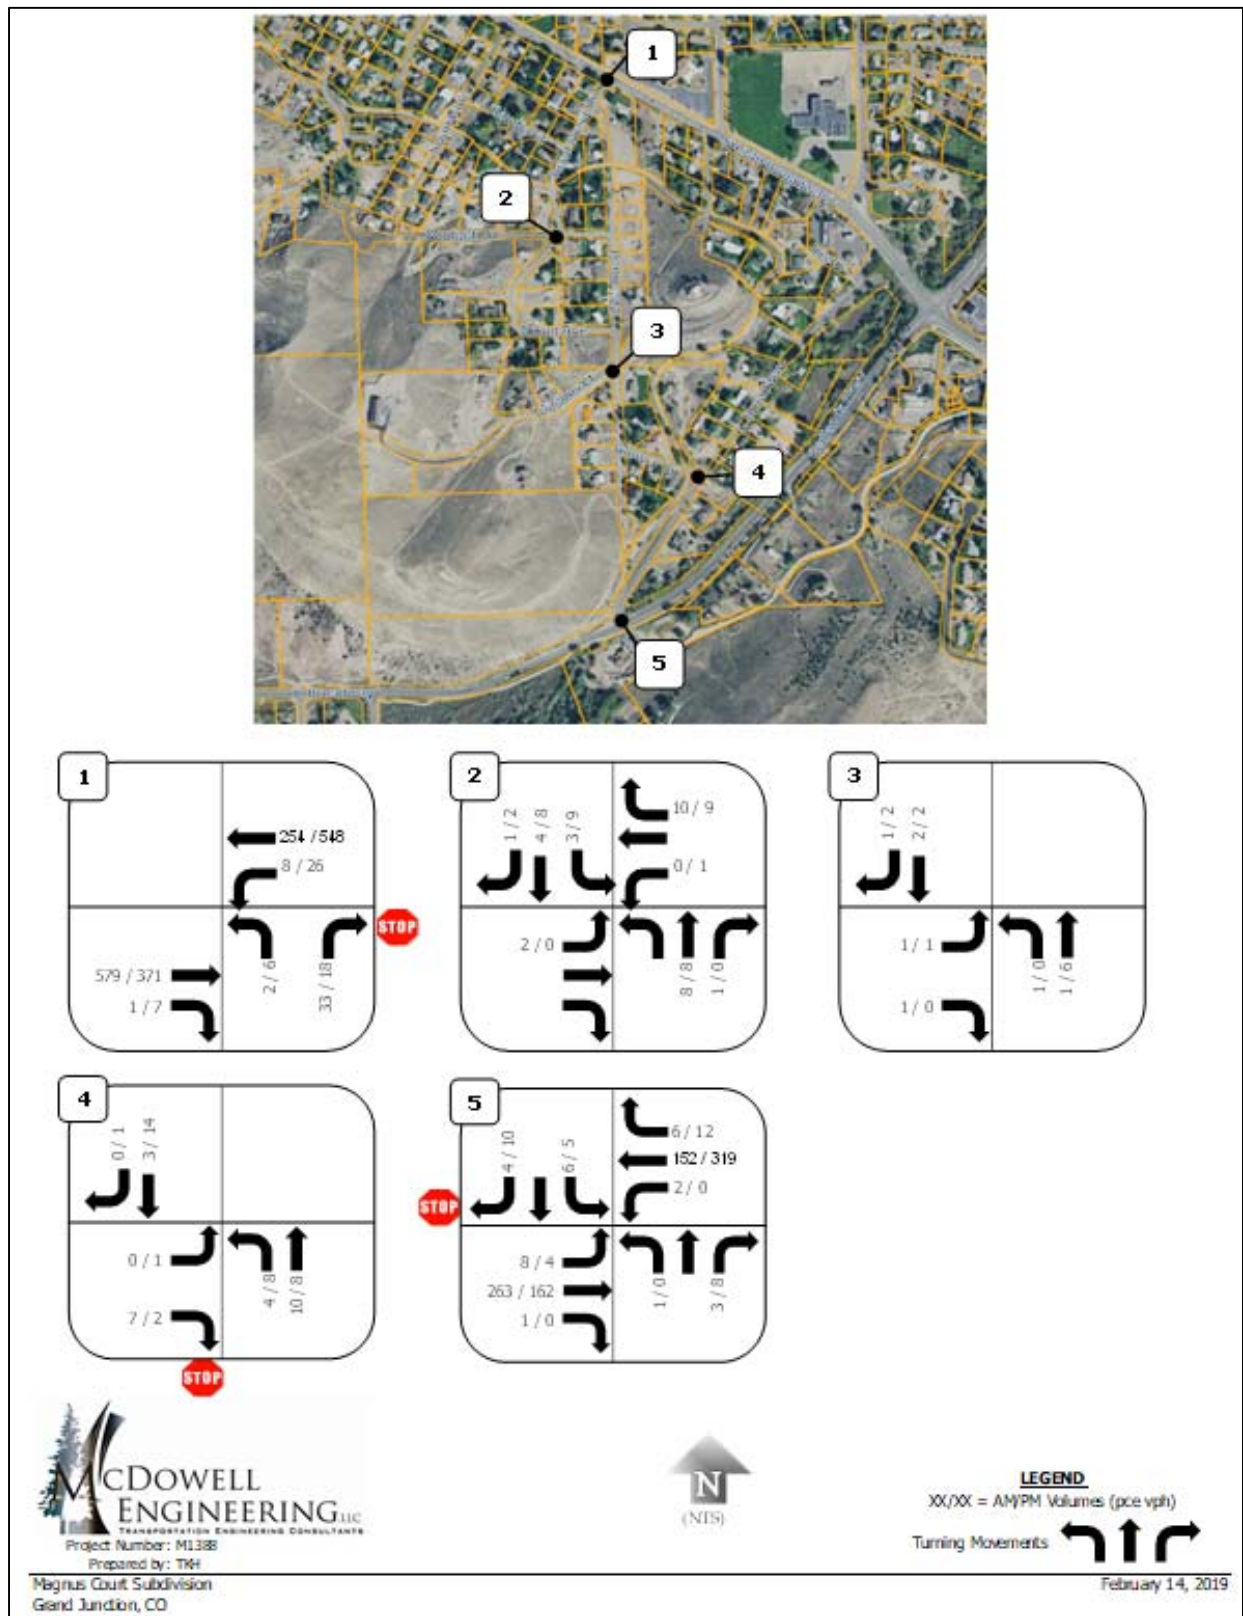 1
2
3
4
5
1
254 / 548
8 / 26
STOP
579 / 371
1 / 7
2 / 6
33 / 18
2
1 / 2
4 / 8
3 / 9
10 / 9
0 / 1
2 / 0
8 / 8
1 / 0
3
1 / 2
2 / 2
1 / 1
1 / 0
1 / 0
1 / 6
4
0 / 1
3 / 14
0 / 1
7 / 2
4 / 8
10 / 8
STOP
5
4 / 10
6 / 5
6 / 12
152 / 319
2 / 0
STOP
8 / 4
263 / 162
1 / 0
1 / 0
3 / 8
McDOWELL
ENGINEERING LLC
TRANSPORTATION ENGINEERING CONSULTANTS
Project Number: M1388
Prepared by: TKH
Magnus Court Subdivision
Grand Junction, CO
N
(NTS)
LEGEND
XX/XX = AM/PM Volumes (pce vph)
Turning Movements
February 14, 2019